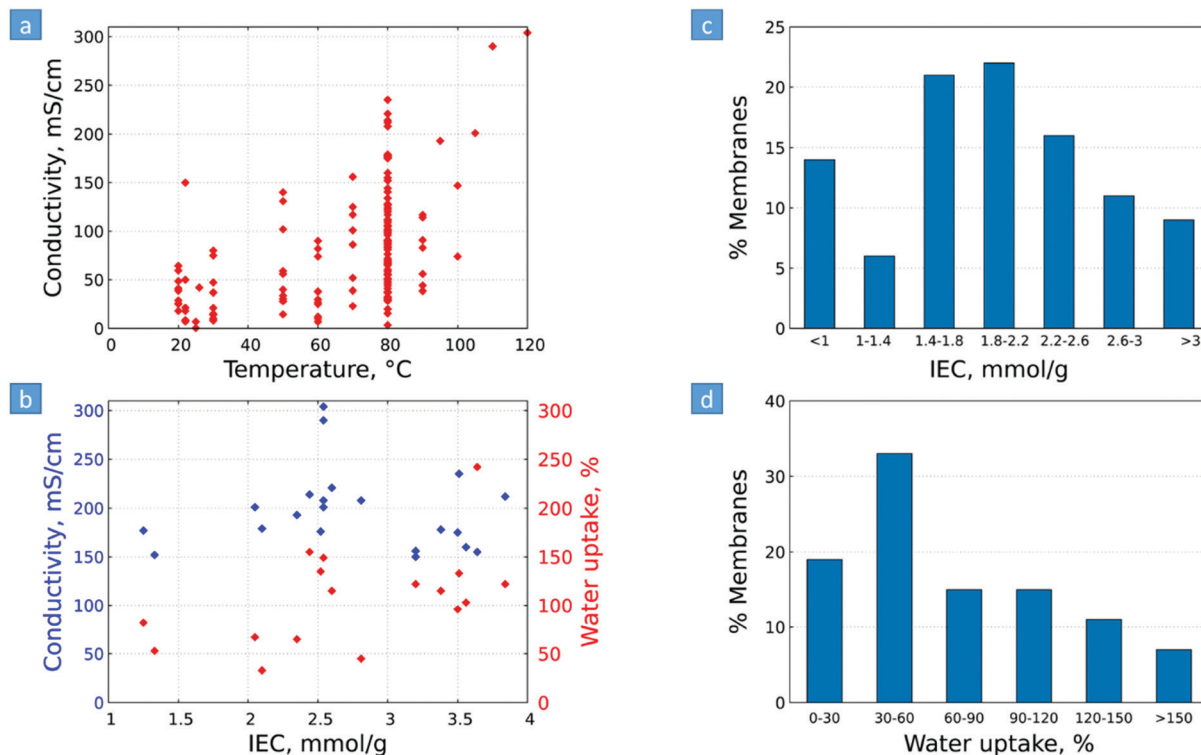 a
Conductivity, mS/cm
300
250
200
150
100
50
0
0 20 40 60 80 100 120
Temperature, °C
b
Conductivity, mS/cm
300
250
200
150
100
50
0
Water uptake, %
300
250
200
150
100
50
0
1 1.5 2 2.5 3 3.5 4
IEC, mmol/g
c
% Membranes
25
20
15
10
5
0
<1 1-1.4 1.4-1.8 1.8-2.2 2.2-2.6 2.6-3 >3
IEC, mmol/g
d
% Membranes
40
30
20
10
0
0-30 30-60 60-90 90-120 120-150 >150
Water uptake, %